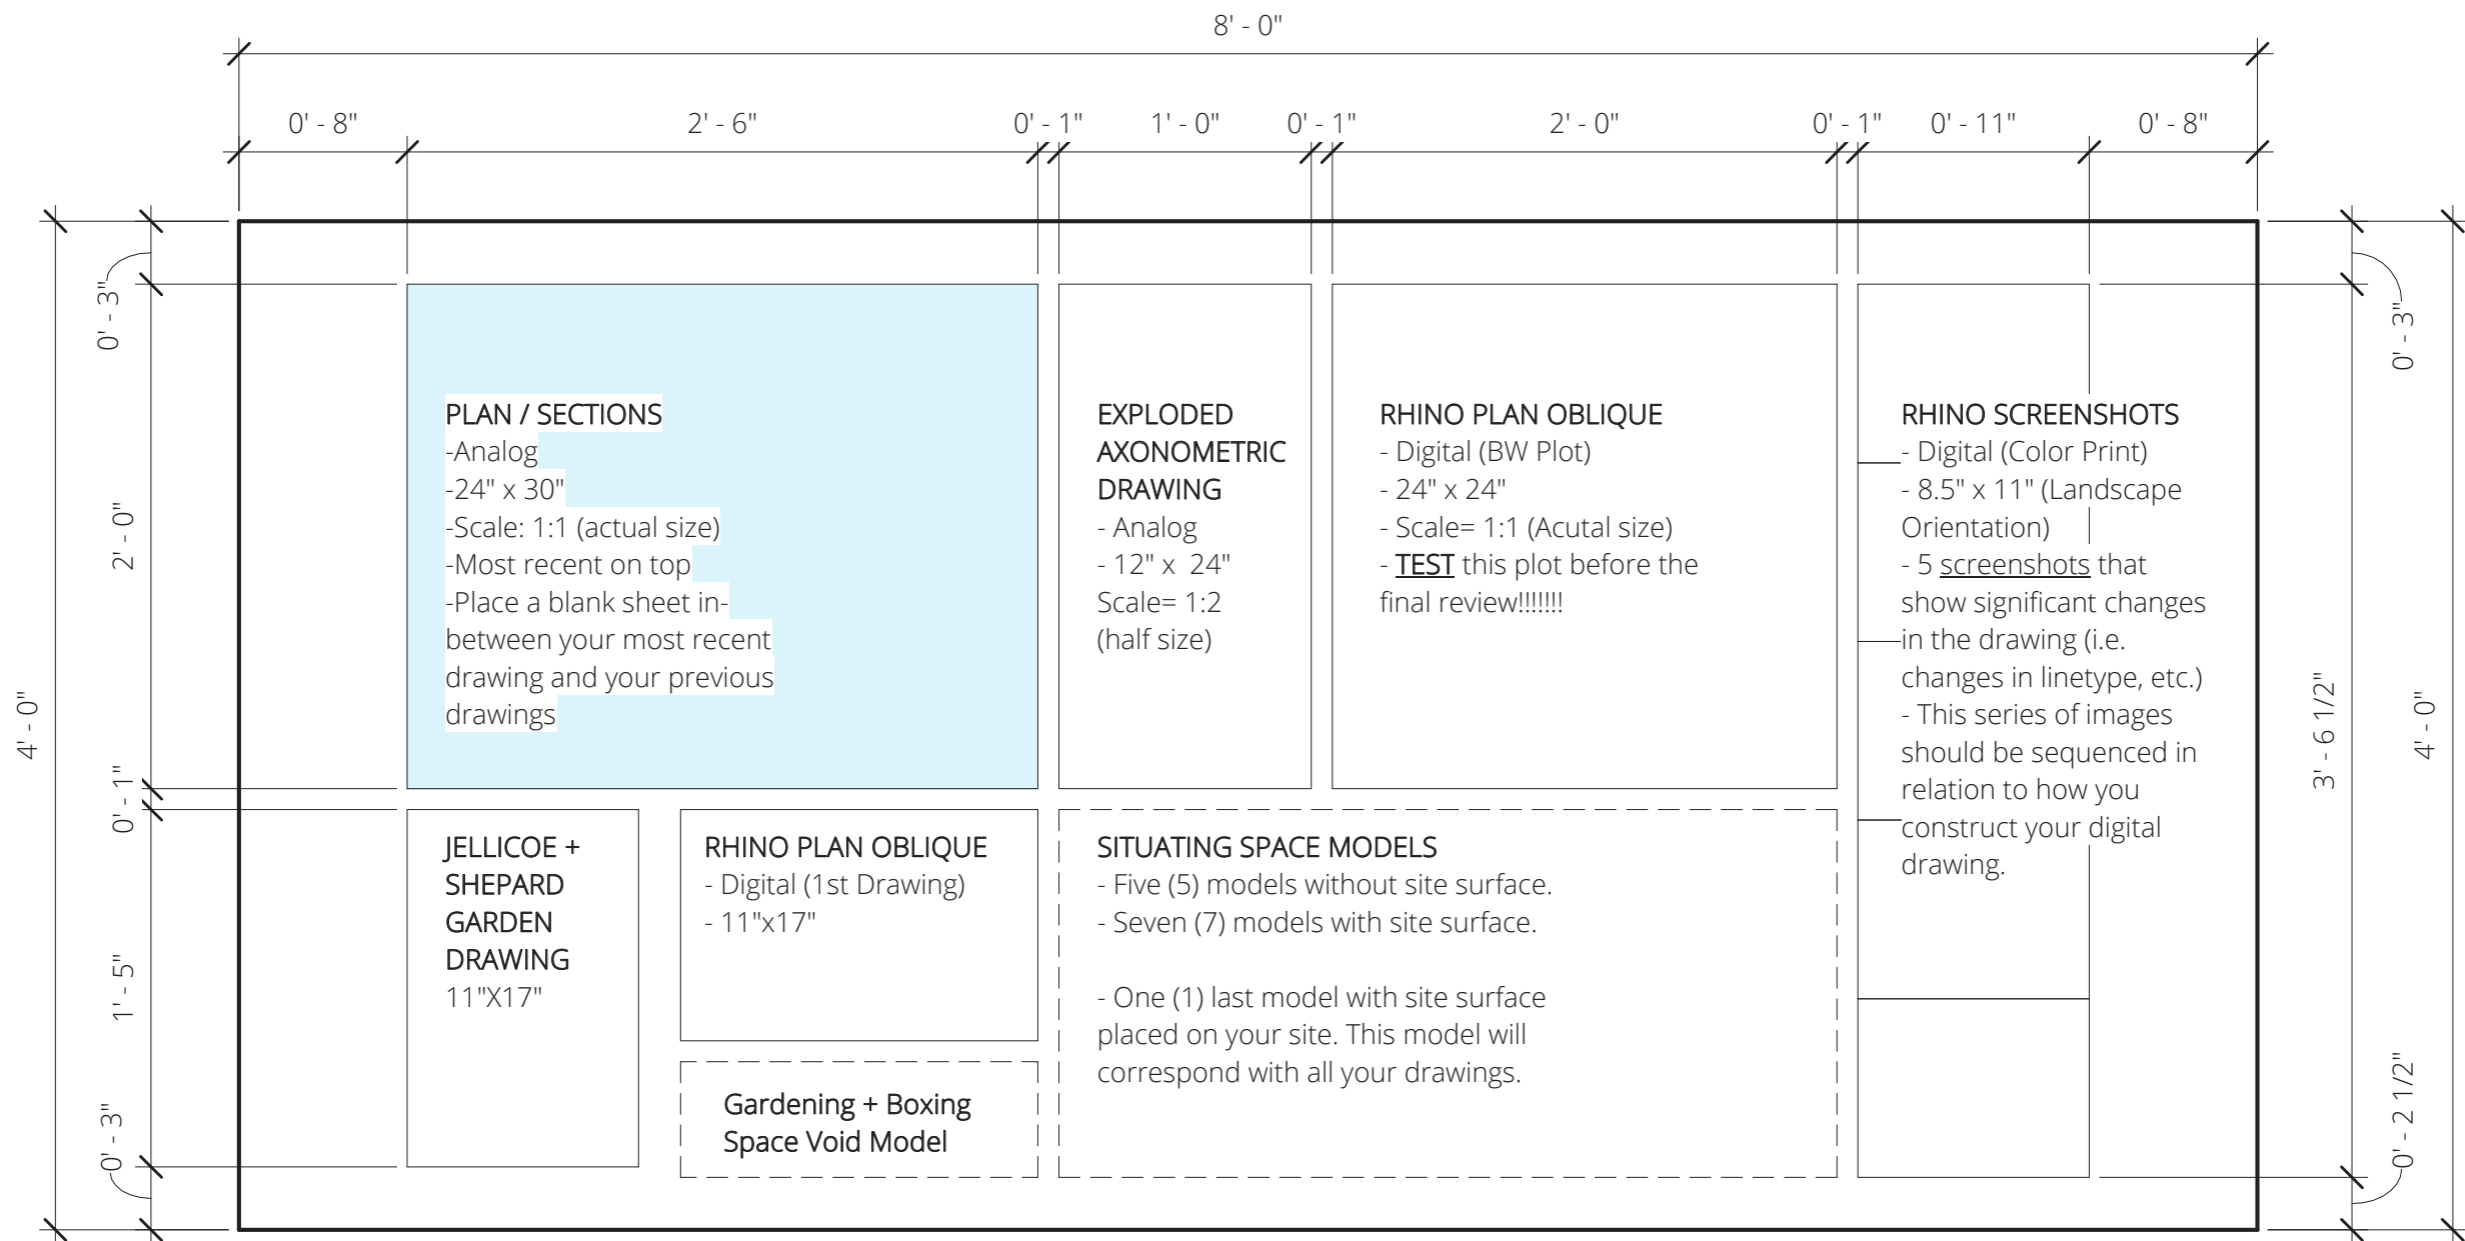 8' - 0"
0' - 8"
2' - 6"
0' - 1"
1' - 0"
0' - 1"
2' - 0"
0' - 1"
0' - 11"
0' - 8"
4' - 0"
0' - 3"
2' - 0"
0' - 1"
1' - 5"
0' - 3"
PLAN / SECTIONS
-Analog
-24" x 30"
-Scale: 1:1 (actual size)
-Most recent on top
-Place a blank sheet in-
between your most recent
drawing and your previous
drawings
EXPLODED
AXONOMETRIC
DRAWING
- Analog
- 12" x  24"
Scale= 1:2
(half size)
RHINO PLAN OBLIQUE
- Digital (BW Plot)
- 24" x 24"
- Scale= 1:1 (Acutal size)
- TEST this plot before the
final review!!!!!!!
RHINO SCREENSHOTS
- Digital (Color Print)
- 8.5" x 11" (Landscape
Orientation)
- 5 screenshots that
show significant changes
in the drawing (i.e.
changes in linetype, etc.)
- This series of images
should be sequenced in
relation to how you
construct your digital
drawing.
JELLICOE +
SHEPARD
GARDEN
DRAWING
11"X17"
RHINO PLAN OBLIQUE
- Digital (1st Drawing)
- 11"x17"
Gardening + Boxing
Space Void Model
SITUATING SPACE MODELS
- Five (5) models without site surface.
- Seven (7) models with site surface.
- One (1) last model with site surface
placed on your site. This model will
correspond with all your drawings.
0' - 3"
3' - 6 1/2"
0' - 2 1/2"
4' - 0"